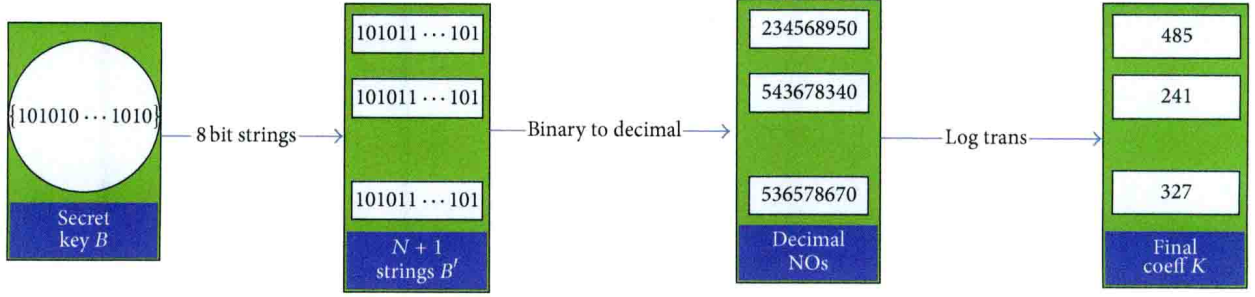 {101010 ··· 1010}
Secret
key B
8 bit strings
101011 ··· 101
101011 ··· 101
101011 ··· 101
N + 1
strings B′
Binary to decimal
234568950
543678340
536578670
Decimal
NOs
Log trans
485
241
327
Final
coeff K